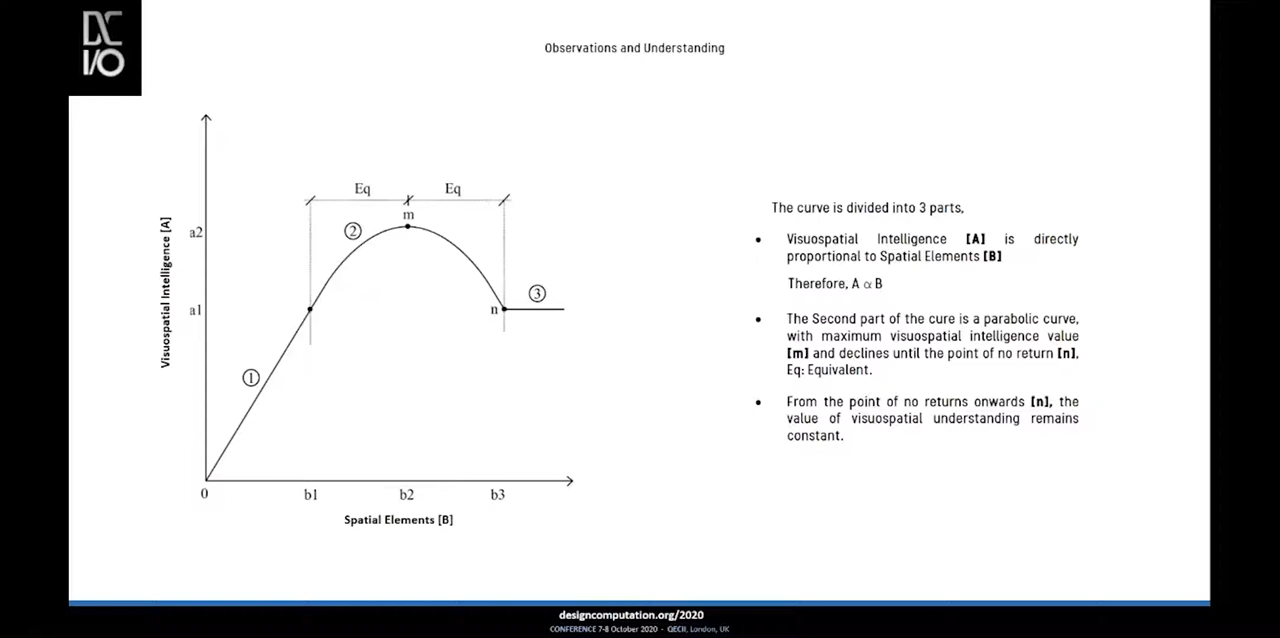 DC
I/O
Observations and Understanding
Eq
Eq
m
a2
2
Visuospatial Intelligence [A]
a1
n
3
1
0
b1
b2
b3
Spatial Elements [B]
The curve is divided into 3 parts,
• Visuospatial Intelligence [A] is directly
proportional to Spatial Elements [B]
Therefore, A α B
• The Second part of the cure is a parabolic curve,
with maximum visuospatial intelligence value
[m] and declines until the point of no return [n],
Eq: Equivalent.
• From the point of no returns onwards [n], the
value of visuospatial understanding remains
constant.
designcomputation.org/2020
CONFERENCE 7-8 October 2020 - QECII, London, UK